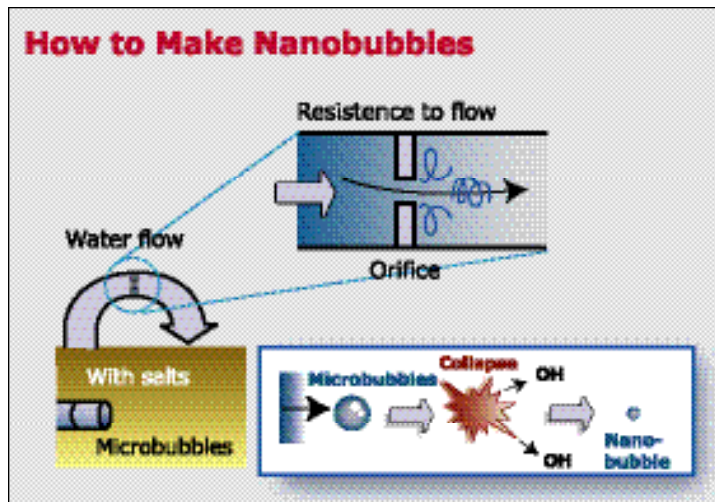 How to Make Nanobubbles
Resistence to flow
Water flow
Orifice
With salts
Microbubbles
Microbubbles
Collapse
OH
OH
Nano-
bubble